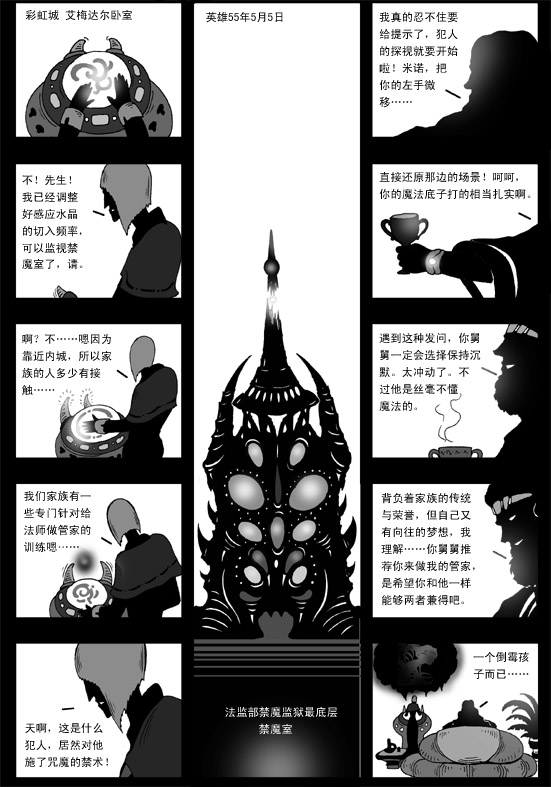 彩虹城 艾梅达尔卧室
英雄55年5月5日
我真的忍不住要
给提示了，犯人
的探视就要开始
啦！米诺，把
你的左手微
移……
不！先生！
我已经调整
好感应水晶
的切入频率，
可以监视禁
魔室了，请。
直接还原那边的场景！呵呵，
你的魔法底子打的相当扎实啊。
啊？不……嗯因为
靠近内城，所以家
族的人多少有接
触……
遇到这种发问，你舅
舅一定会选择保持沉
默。太冲动了。不
过他是丝毫不懂
魔法的。
我们家族有一
些专门针对给
法师做管家的
训练嗯……
背负着家族的传统
与荣誉，但自己又
有向往的梦想，我
理解……你舅舅推
荐你来做我的管家，
是希望你和他一样
能够两者兼得吧。
天啊，这是什么
犯人，居然对他
施了咒魔的禁术！
法监部禁魔监狱最底层
禁魔室
一个倒霉孩
子而已……